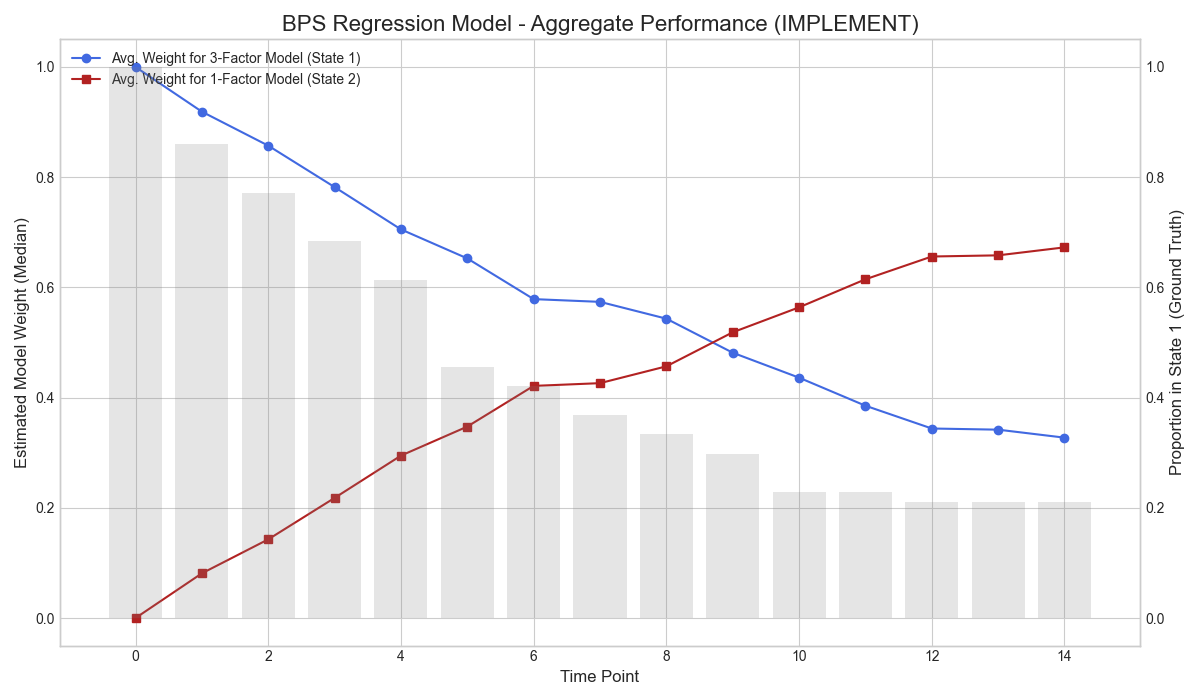 BPS Regression Model - Aggregate Performance (IMPLEMENT)
Avg. Weight for 3-Factor Model (State 1)
Avg. Weight for 1-Factor Model (State 2)
Estimated Model Weight (Median)
1.0
0.8
0.6
0.4
0.2
0.0
1.0
0.8
0.6
0.4
0.2
0.0
Proportion in State 1 (Ground Truth)
0 2 4 6 8 10 12 14
Time Point